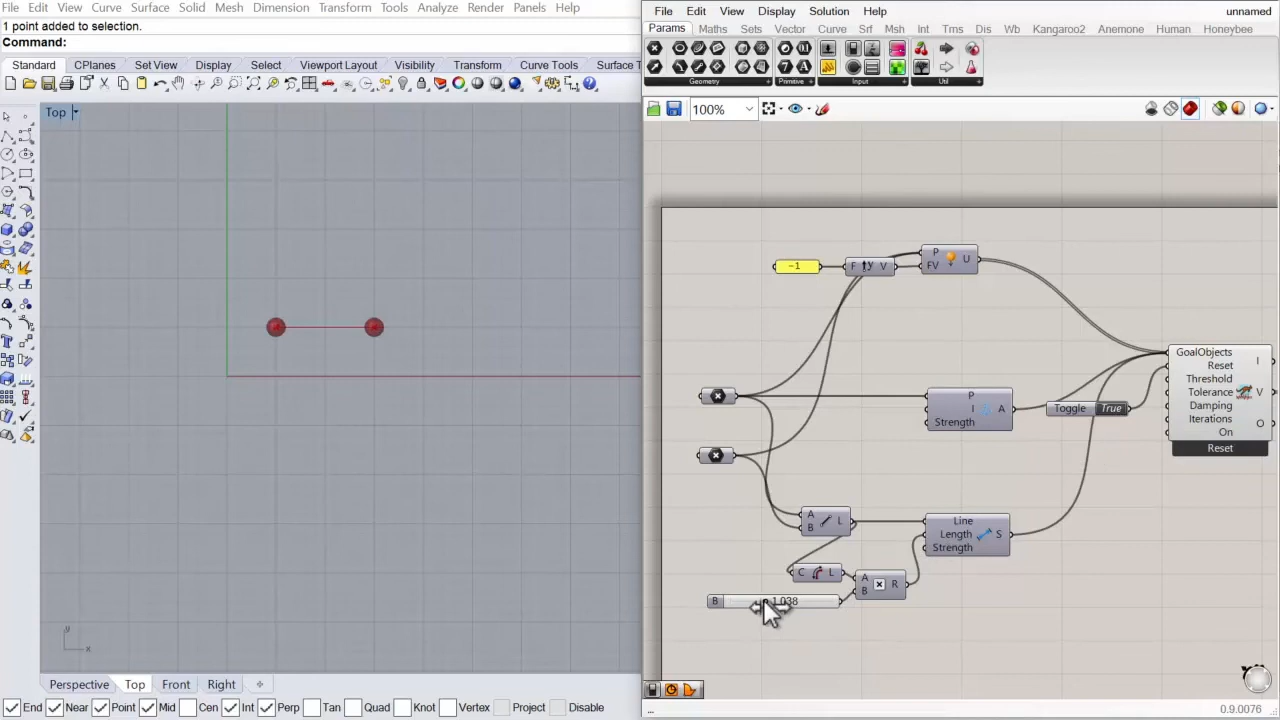 File Edit View Curve Surface Solid Mesh Dimension Transform Tools Analyze Render Panels Help
1 point added to selection.
Command:
Standard CPlanes Set View Display Select Viewport Layout Visibility Transform Curve Tools Surface T
Top
y
x
Perspective Top Front Right
End Near Point Mid Cen Int Perp Tan Quad Knot Vertex Project Disable
File Edit View Display Solution Help unnamed
Params Maths Sets Vector Curve Srf Msh Int Trns Dis Wb Kangaroo2 Anemone Human Honeybee
Geometry Primitive Input Util
100%
-1
F V
P
FV
U
P
I
Strength
A
Toggle True
GoalObjects
Reset
Threshold
Tolerance
Damping
Iterations
On
I
V
O
Reset
A
B
L
Line
Length
Strength
S
C L
A
B
R
B 1.038
... 0.9.0076